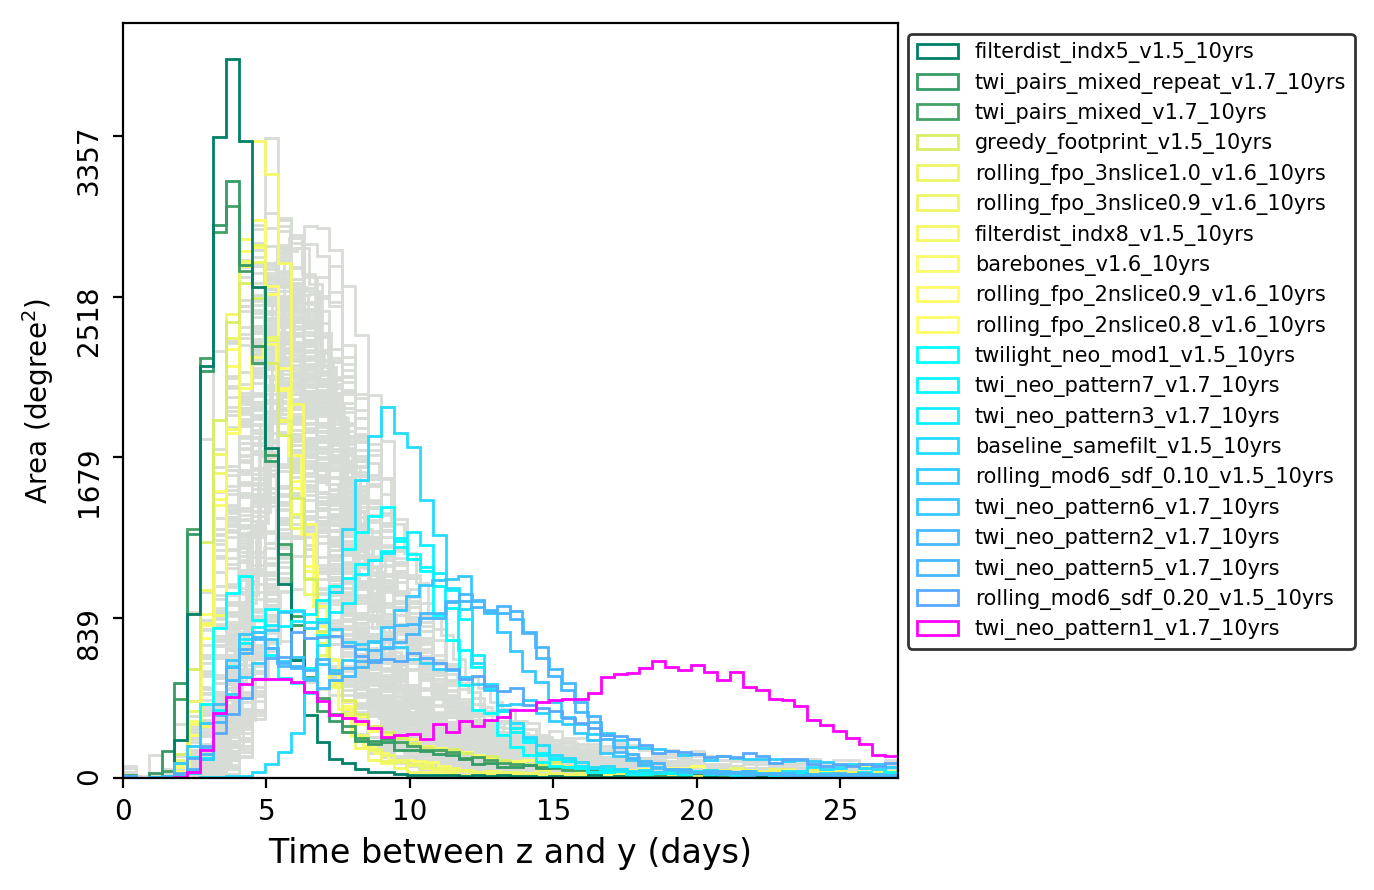 3357
2518
1679
839
0
Area (degree²)
0 5 10 15 20 25
Time between z and y (days)
filterdist_indx5_v1.5_10yrs
twi_pairs_mixed_repeat_v1.7_10yrs
twi_pairs_mixed_v1.7_10yrs
greedy_footprint_v1.5_10yrs
rolling_fpo_3nslice1.0_v1.6_10yrs
rolling_fpo_3nslice0.9_v1.6_10yrs
filterdist_indx8_v1.5_10yrs
barebones_v1.6_10yrs
rolling_fpo_2nslice0.9_v1.6_10yrs
rolling_fpo_2nslice0.8_v1.6_10yrs
twilight_neo_mod1_v1.5_10yrs
twi_neo_pattern7_v1.7_10yrs
twi_neo_pattern3_v1.7_10yrs
baseline_samefilt_v1.5_10yrs
rolling_mod6_sdf_0.10_v1.5_10yrs
twi_neo_pattern6_v1.7_10yrs
twi_neo_pattern2_v1.7_10yrs
twi_neo_pattern5_v1.7_10yrs
rolling_mod6_sdf_0.20_v1.5_10yrs
twi_neo_pattern1_v1.7_10yrs